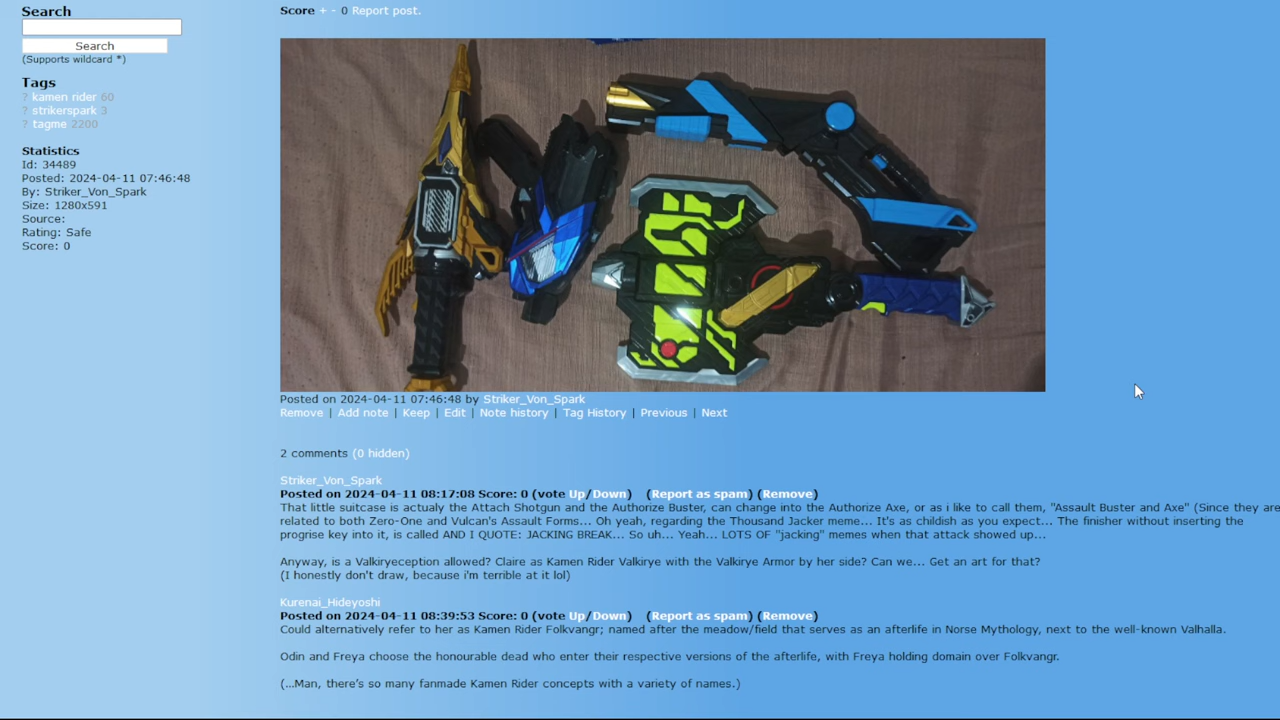 Search
Search
(Supports wildcard *)
Tags
? kamen rider 60
? strikerspark 3
? tagme 2200
Statistics
Id: 34489
Posted: 2024-04-11 07:46:48
By: Striker_Von_Spark
Size: 1280x591
Source:
Rating: Safe
Score: 0
Score + - 0 Report post.
Posted on 2024-04-11 07:46:48 by Striker_Von_Spark
Remove | Add note | Keep | Edit | Note history | Tag History | Previous | Next
2 comments (0 hidden)
Striker_Von_Spark
Posted on 2024-04-11 08:17:08 Score: 0 (vote Up/Down) (Report as spam) (Remove)
That little suitcase is actualy the Attach Shotgun and the Authorize Buster, can change into the Authorize Axe, or as i like to call them, "Assault Buster and Axe" (Since they are
related to both Zero-One and Vulcan's Assault Forms... Oh yeah, regarding the Thousand Jacker meme... It's as childish as you expect... The finisher without inserting the
progrise key into it, is called AND I QUOTE: JACKING BREAK... So uh... Yeah... LOTS OF "jacking" memes when that attack showed up...
Anyway, is a Valkiryeception allowed? Claire as Kamen Rider Valkirye with the Valkirye Armor by her side? Can we... Get an art for that?
(I honestly don't draw, because i'm terrible at it lol)
Kurenai_Hideyoshi
Posted on 2024-04-11 08:39:53 Score: 0 (vote Up/Down) (Report as spam) (Remove)
Could alternatively refer to her as Kamen Rider Folkvangr; named after the meadow/field that serves as an afterlife in Norse Mythology, next to the well-known Valhalla.
Odin and Freya choose the honourable dead who enter their respective versions of the afterlife, with Freya holding domain over Folkvangr.
(...Man, there's so many fanmade Kamen Rider concepts with a variety of names.)